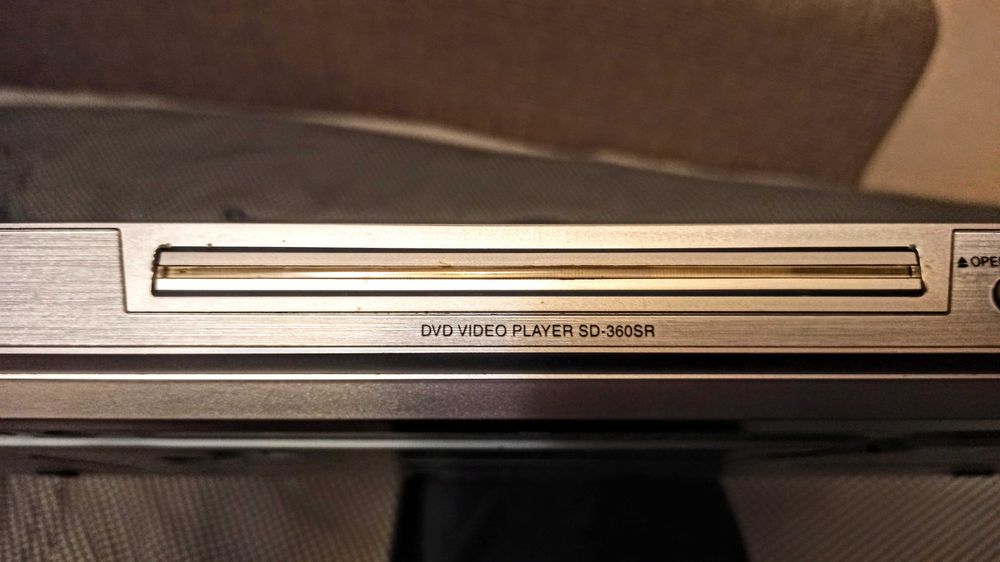 DVD VIDEO PLAYER SD-360SR